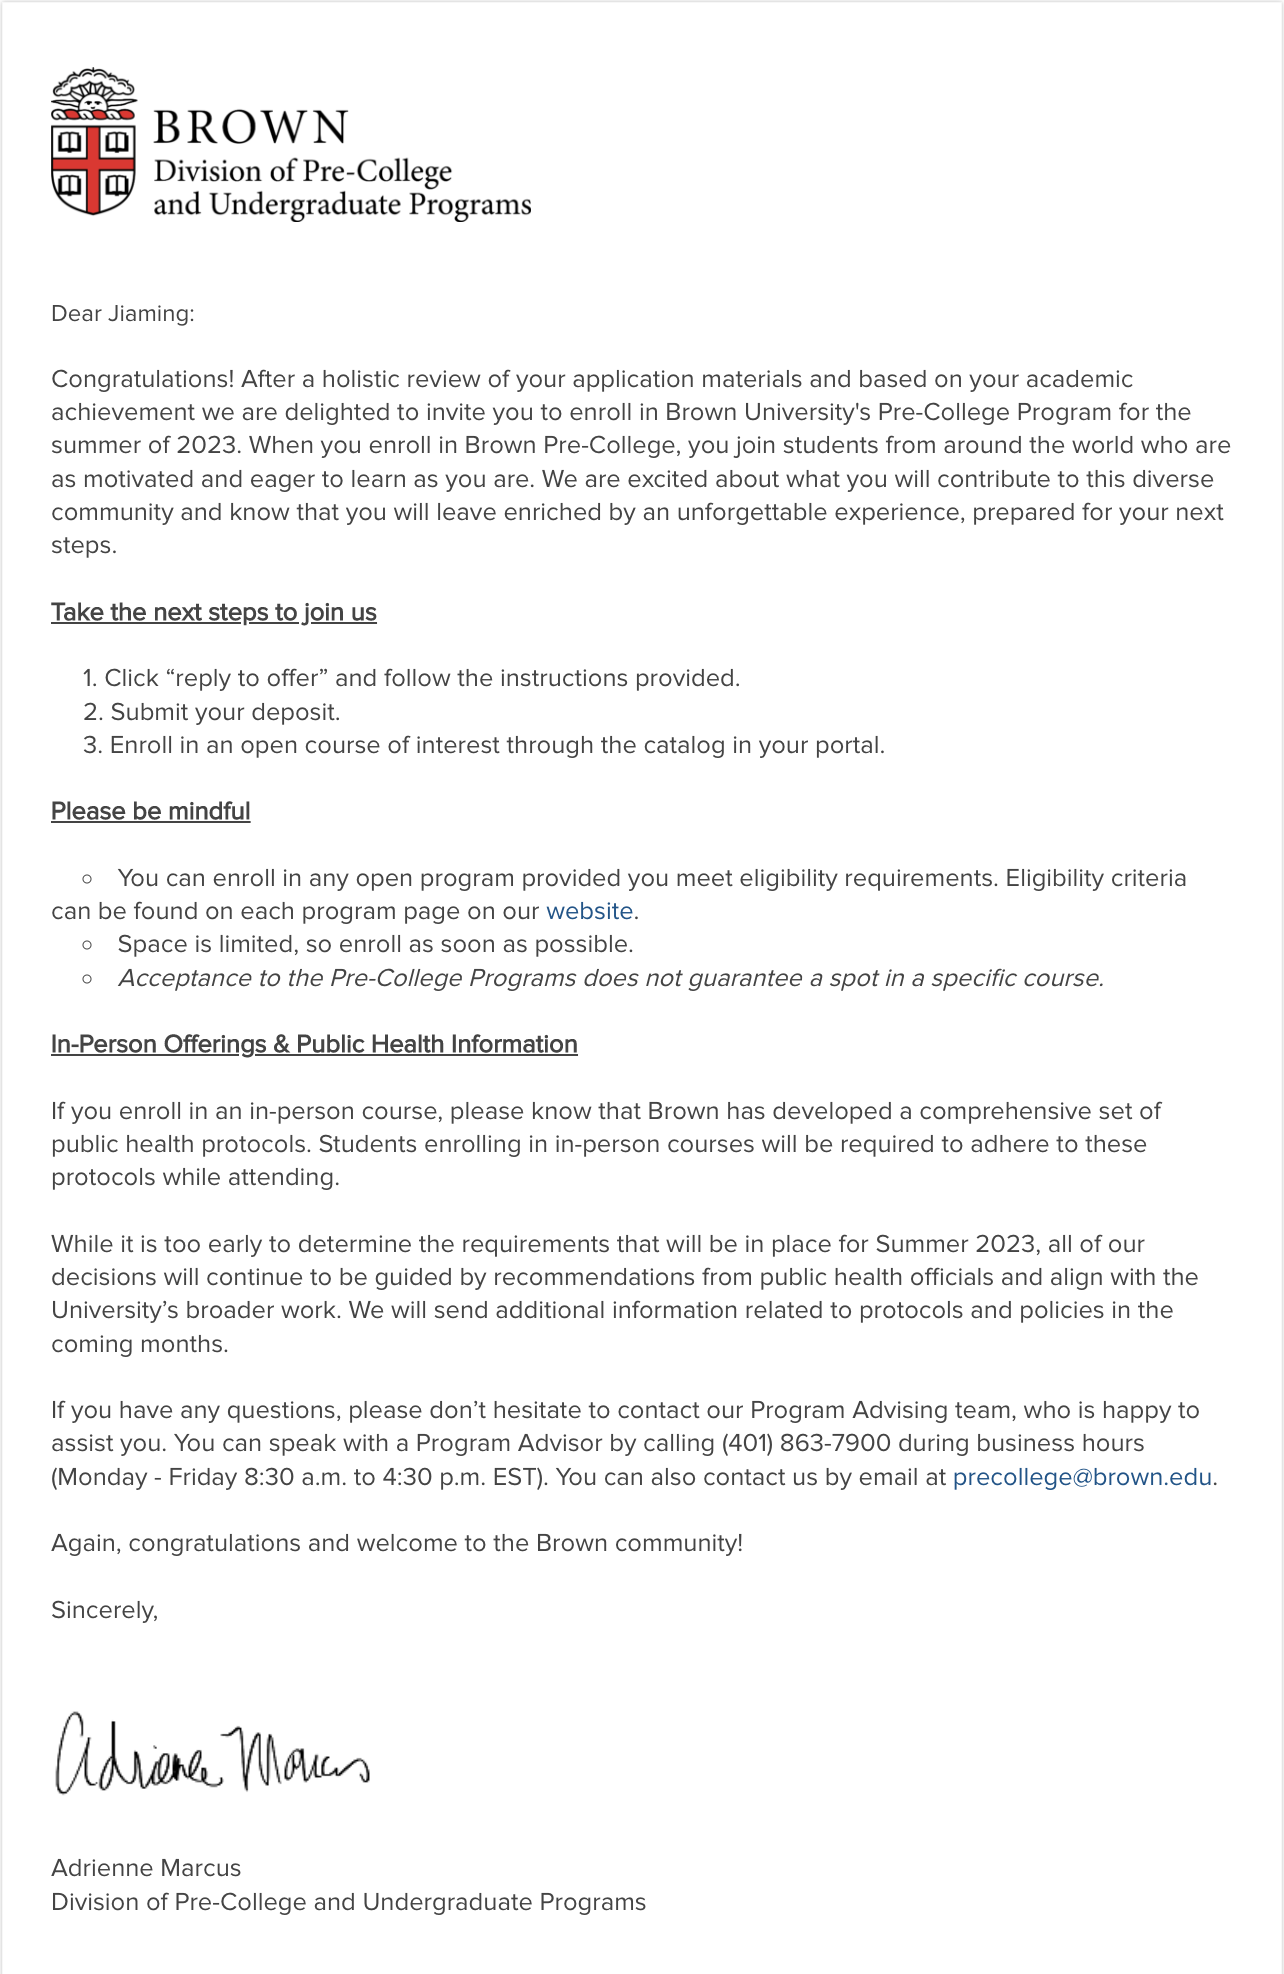 BROWN
Division of Pre-College
and Undergraduate Programs
Dear Jiaming:
Congratulations! After a holistic review of your application materials and based on your academic
achievement we are delighted to invite you to enroll in Brown University's Pre-College Program for the
summer of 2023. When you enroll in Brown Pre-College, you join students from around the world who are
as motivated and eager to learn as you are. We are excited about what you will contribute to this diverse
community and know that you will leave enriched by an unforgettable experience, prepared for your next
steps.
Take the next steps to join us
1. Click “reply to offer” and follow the instructions provided.
2. Submit your deposit.
3. Enroll in an open course of interest through the catalog in your portal.
Please be mindful
○ You can enroll in any open program provided you meet eligibility requirements. Eligibility criteria
can be found on each program page on our website.
○ Space is limited, so enroll as soon as possible.
○ Acceptance to the Pre-College Programs does not guarantee a spot in a specific course.
In-Person Offerings & Public Health Information
If you enroll in an in-person course, please know that Brown has developed a comprehensive set of
public health protocols. Students enrolling in in-person courses will be required to adhere to these
protocols while attending.
While it is too early to determine the requirements that will be in place for Summer 2023, all of our
decisions will continue to be guided by recommendations from public health officials and align with the
University’s broader work. We will send additional information related to protocols and policies in the
coming months.
If you have any questions, please don’t hesitate to contact our Program Advising team, who is happy to
assist you. You can speak with a Program Advisor by calling (401) 863-7900 during business hours
(Monday - Friday 8:30 a.m. to 4:30 p.m. EST). You can also contact us by email at precollege@brown.edu.
Again, congratulations and welcome to the Brown community!
Sincerely,
Adrienne Marcus
Adrienne Marcus
Division of Pre-College and Undergraduate Programs